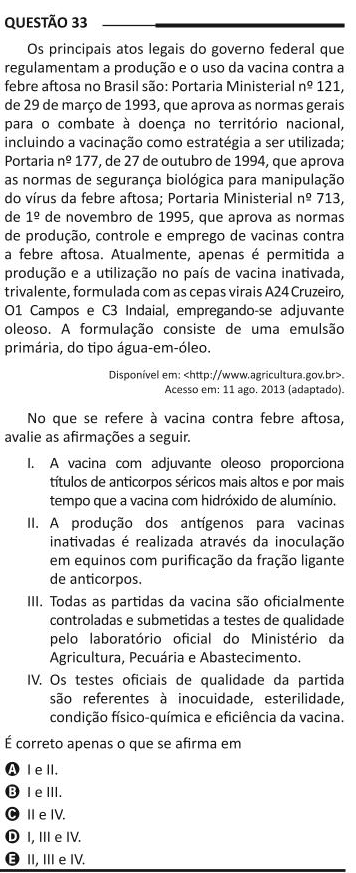 QUESTÃO 33
Os principais atos legais do governo federal que
regulamentam a produção e o uso da vacina contra a
febre aftosa no Brasil são: Portaria Ministerial nº 121,
de 29 de março de 1993, que aprova as normas gerais
para o combate à doença no território nacional,
incluindo a vacinação como estratégia a ser utilizada;
Portaria nº 177, de 27 de outubro de 1994, que aprova
as normas de segurança biológica para manipulação
do vírus da febre aftosa; Portaria Ministerial nº 713,
de 1º de novembro de 1995, que aprova as normas
de produção, controle e emprego de vacinas contra
a febre aftosa. Atualmente, apenas é permitida a
produção e a utilização no país de vacina inativada,
trivalente, formulada com as cepas virais A24 Cruzeiro,
O1 Campos e C3 Indaial, empregando-se adjuvante
oleoso. A formulação consiste de uma emulsão
primária, do tipo água-em-óleo.
Disponível em: <http://www.agricultura.gov.br>.
Acesso em: 11 ago. 2013 (adaptado).
No que se refere à vacina contra febre aftosa,
avalie as afirmações a seguir.
I. A vacina com adjuvante oleoso proporciona
títulos de anticorpos séricos mais altos e por mais
tempo que a vacina com hidróxido de alumínio.
II. A produção dos antígenos para vacinas
inativadas é realizada através da inoculação
em equinos com purificação da fração ligante
de anticorpos.
III. Todas as partidas da vacina são oficialmente
controladas e submetidas a testes de qualidade
pelo laboratório oficial do Ministério da
Agricultura, Pecuária e Abastecimento.
IV. Os testes oficiais de qualidade da partida
são referentes à inocuidade, esterilidade,
condição físico-química e eficiência da vacina.
É correto apenas o que se afirma em
A I e II.
B I e III.
C II e IV.
D I, III e IV.
E II, III e IV.